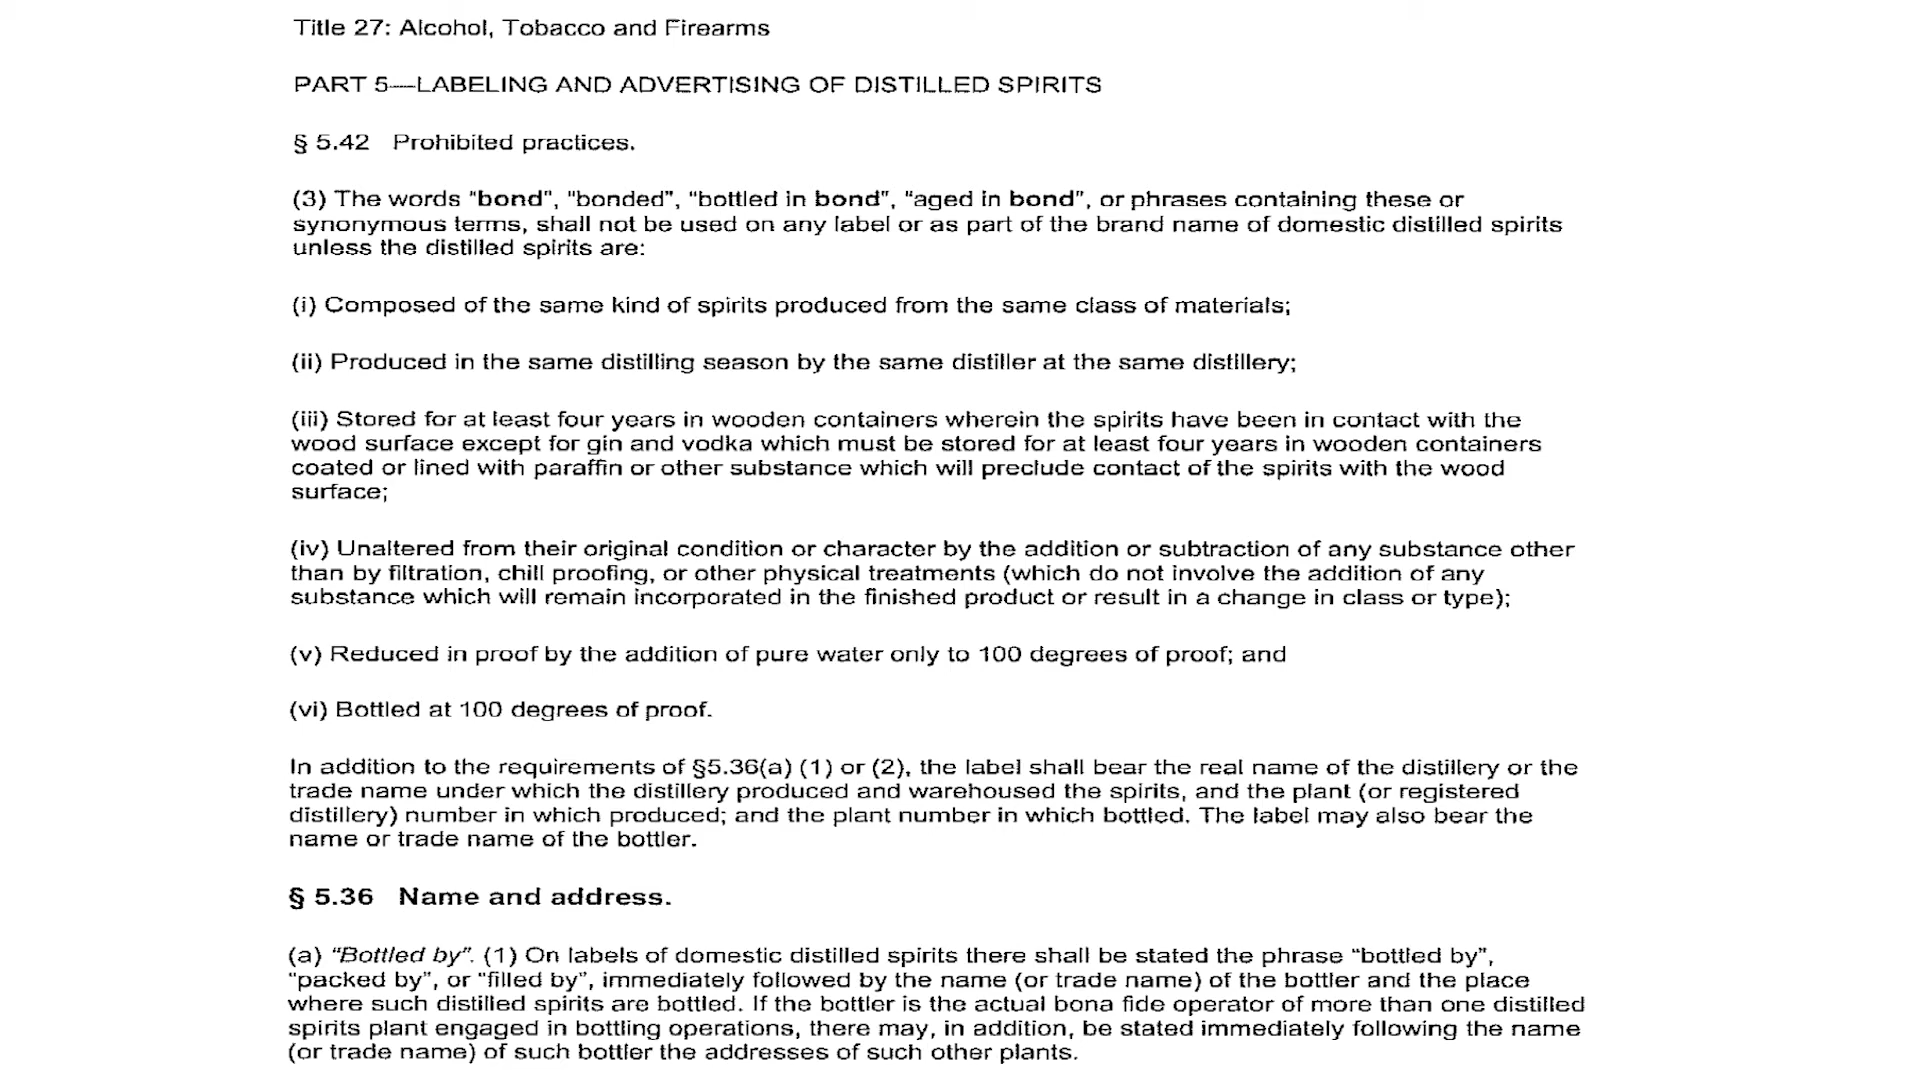 Title 27: Alcohol, Tobacco and Firearms
PART 5—LABELING AND ADVERTISING OF DISTILLED SPIRITS
§ 5.42 Prohibited practices.
(3) The words "bond", "bonded", "bottled in bond", "aged in bond", or phrases containing these or
synonymous terms, shall not be used on any label or as part of the brand name of domestic distilled spirits
unless the distilled spirits are:
(i) Composed of the same kind of spirits produced from the same class of materials;
(ii) Produced in the same distilling season by the same distiller at the same distillery;
(iii) Stored for at least four years in wooden containers wherein the spirits have been in contact with the
wood surface except for gin and vodka which must be stored for at least four years in wooden containers
coated or lined with paraffin or other substance which will preclude contact of the spirits with the wood
surface;
(iv) Unaltered from their original condition or character by the addition or subtraction of any substance other
than by filtration, chill proofing, or other physical treatments (which do not involve the addition of any
substance which will remain incorporated in the finished product or result in a change in class or type);
(v) Reduced in proof by the addition of pure water only to 100 degrees of proof; and
(vi) Bottled at 100 degrees of proof.
In addition to the requirements of §5.36(a) (1) or (2), the label shall bear the real name of the distillery or the
trade name under which the distillery produced and warehoused the spirits, and the plant (or registered
distillery) number in which produced; and the plant number in which bottled. The label may also bear the
name or trade name of the bottler.
§ 5.36 Name and address.
(a) "Bottled by". (1) On labels of domestic distilled spirits there shall be stated the phrase "bottled by",
"packed by", or "filled by", immediately followed by the name (or trade name) of the bottler and the place
where such distilled spirits are bottled. If the bottler is the actual bona fide operator of more than one distilled
spirits plant engaged in bottling operations, there may, in addition, be stated immediately following the name
(or trade name) of such bottler the addresses of such other plants.